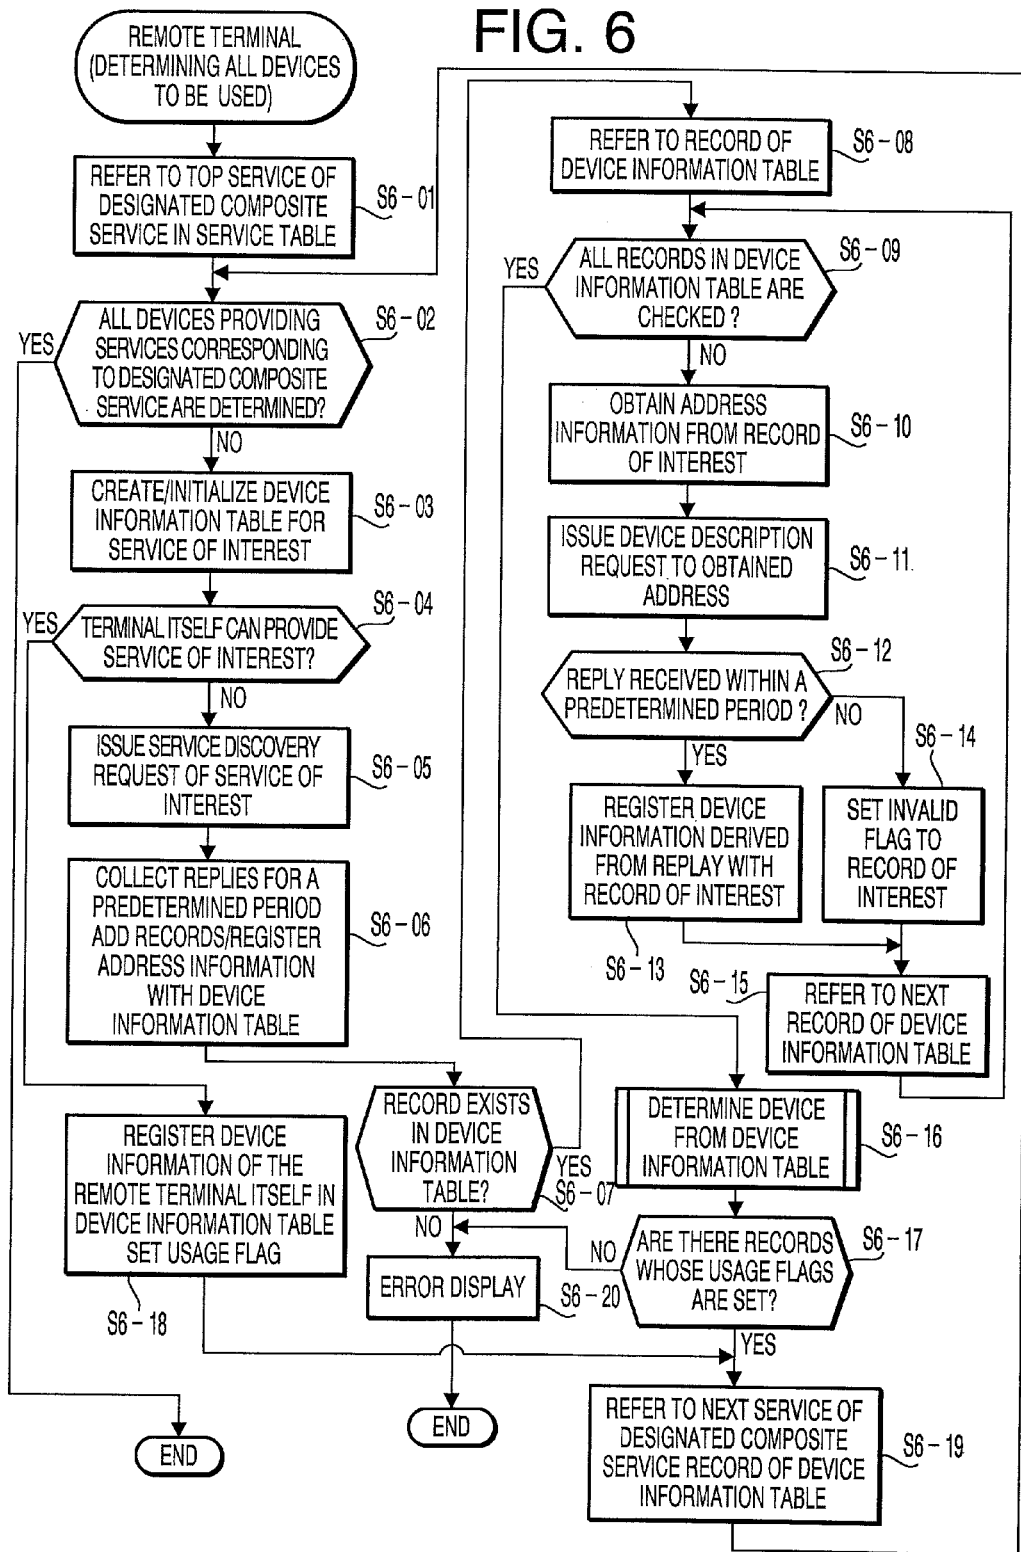 FIG. 6
REMOTE TERMINAL
(DETERMINING ALL DEVICES
TO BE USED)
REFER TO TOP SERVICE OF
DESIGNATED COMPOSITE
SERVICE IN SERVICE TABLE
S6-01
YES
ALL DEVICES PROVIDING
SERVICES CORRESPONDING
TO DESIGNATED COMPOSITE
SERVICE ARE DETERMINED?
S6-02
NO
CREATE/INITIALIZE DEVICE
INFORMATION TABLE FOR
SERVICE OF INTEREST
S6-03
YES
TERMINAL ITSELF CAN PROVIDE
SERVICE OF INTEREST?
S6-04
NO
ISSUE SERVICE DISCOVERY
REQUEST OF SERVICE OF
INTEREST
S6-05
COLLECT REPLIES FOR A
PREDETERMINED PERIOD
ADD RECORDS/REGISTER
ADDRESS INFORMATION
WITH DEVICE
INFORMATION TABLE
S6-06
RECORD EXISTS
IN DEVICE
INFORMATION
TABLE?
YES
S6-07
NO
REGISTER DEVICE
INFORMATION OF THE
REMOTE TERMINAL ITSELF IN
DEVICE INFORMATION TABLE
SET USAGE FLAG
S6-18
ERROR DISPLAY
S6-20
END
END
REFER TO RECORD OF
DEVICE INFORMATION TABLE
S6-08
YES
ALL RECORDS IN DEVICE
INFORMATION TABLE ARE
CHECKED ?
S6-09
NO
OBTAIN ADDRESS
INFORMATION FROM RECORD
OF INTEREST
S6-10
ISSUE DEVICE DESCRIPTION
REQUEST TO OBTAINED
ADDRESS
S6-11
REPLY RECEIVED WITHIN A
PREDETERMINED PERIOD ?
S6-12
NO
YES
REGISTER DEVICE
INFORMATION DERIVED
FROM REPLAY WITH
RECORD OF INTEREST
S6-13
S6-14
SET INVALID
FLAG TO
RECORD OF
INTEREST
S6-15
REFER TO NEXT
RECORD OF DEVICE
INFORMATION TABLE
DETERMINE DEVICE
FROM DEVICE
INFORMATION TABLE
S6-16
NO
ARE THERE RECORDS
WHOSE USAGE FLAGS
ARE SET?
S6-17
YES
REFER TO NEXT SERVICE OF
DESIGNATED COMPOSITE
SERVICE RECORD OF DEVICE
INFORMATION TABLE
S6-19